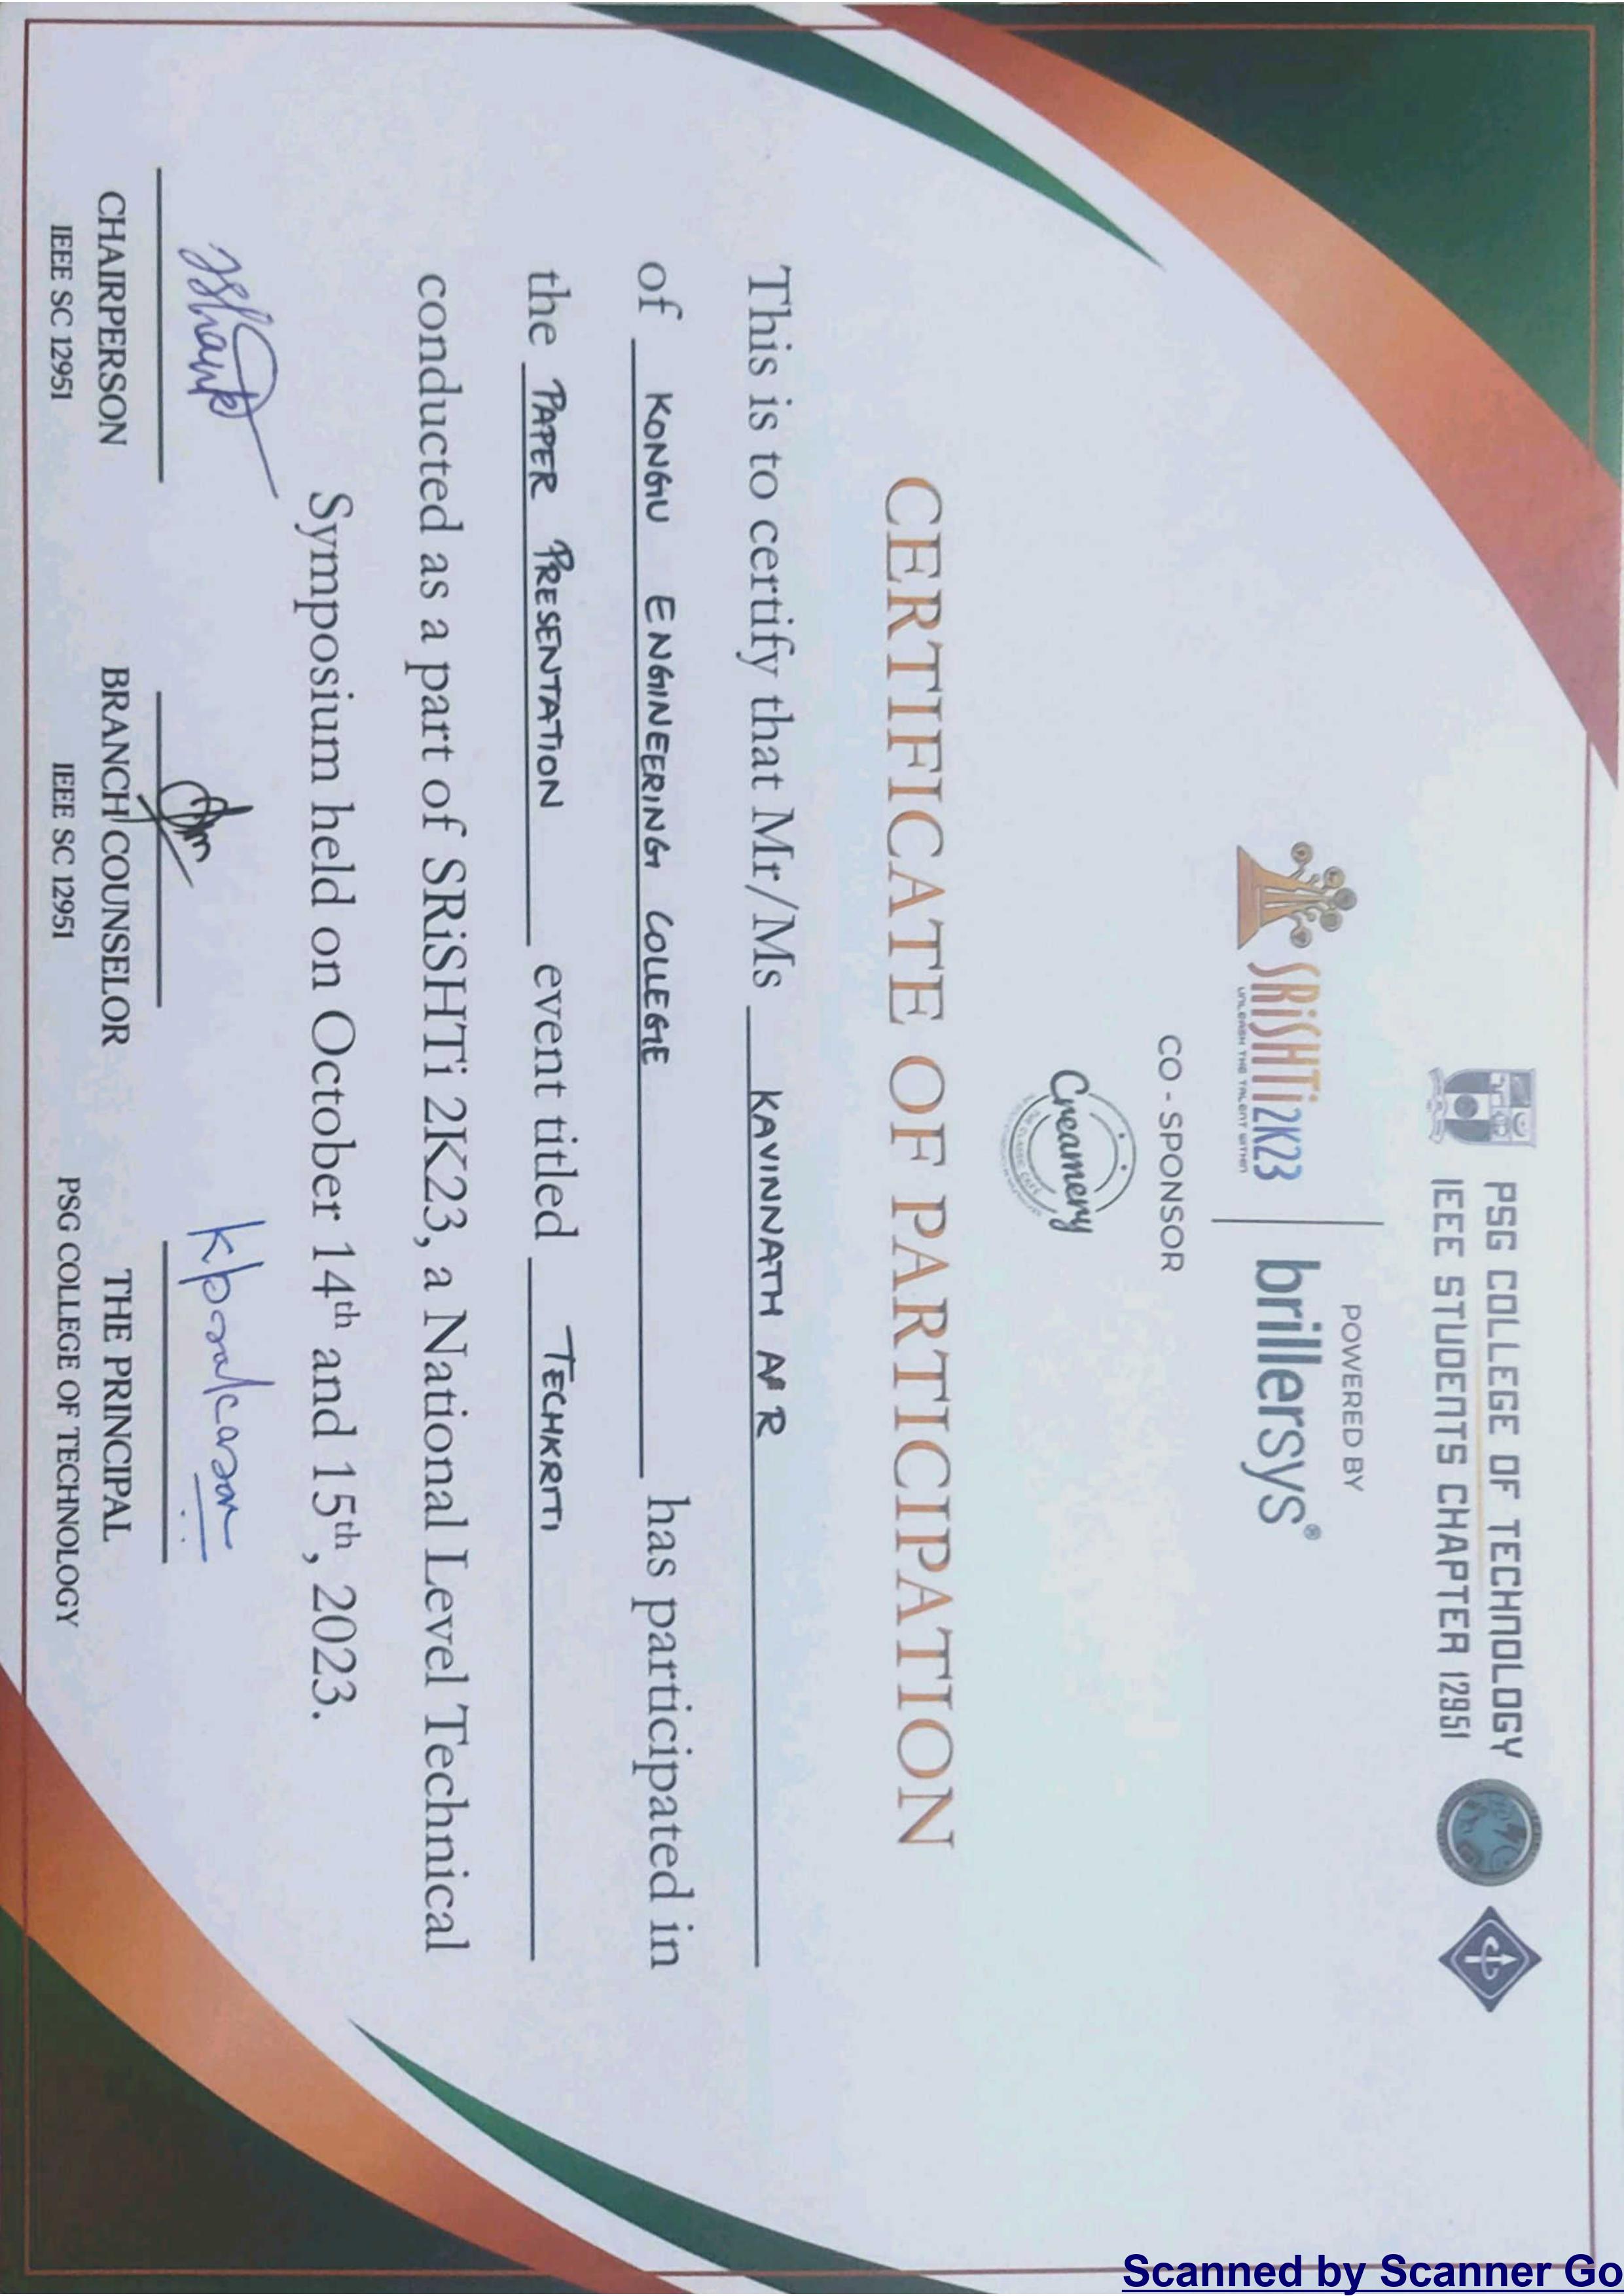 PSG COLLEGE OF TECHNOLOGY
IEEE STUDENTS CHAPTER 12951
SRiSHTi2K23
UNLEASH THE TALENT WITHIN
POWERED BY
brillersys®
CO - SPONSOR
Creamery
THE CLASSIC CAFE
CERTIFICATE OF PARTICIPATION
This is to certify that Mr/Ms KAVINNATH A R
of KONGU ENGINEERING COLLEGE has participated in
the PAPER PRESENTATION event titled TECHKRITI
conducted as a part of SRiSHTi 2K23, a National Level Technical
Symposium held on October 14th and 15th, 2023.
CHAIRPERSON
IEEE SC 12951
BRANCH COUNSELOR
IEEE SC 12951
kprakasan
THE PRINCIPAL
PSG COLLEGE OF TECHNOLOGY
Scanned by Scanner Go